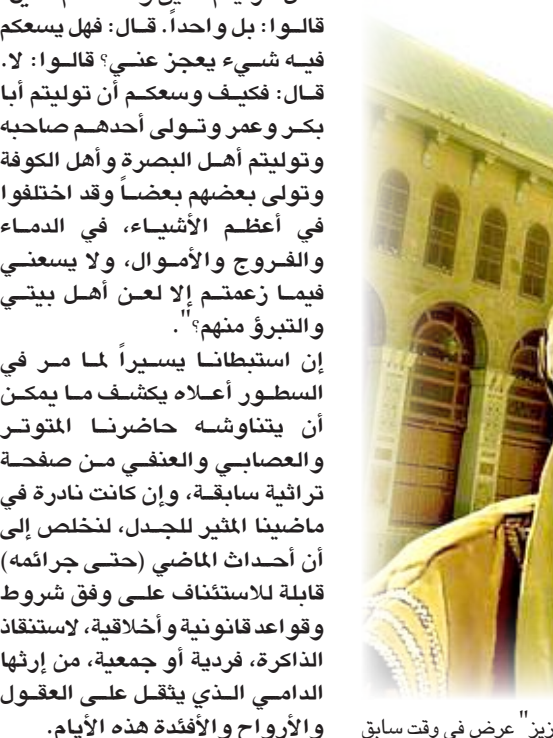 قالوا: بل واحداً. قال: فهل يسعكم
فيه شيء يعجز عني؟ قالوا: لا.
قال: فكيف وسعكم أن توليتم أبا
بكر وعمر وتولى أحدهم صاحبه
وتوليتم أهل البصرة وأهل الكوفة
وتولى بعضهم بعضاً وقد اختلفوا
في أعظم الأشياء، في الدماء
والفروج والأموال، ولا يسعني
فيما زعمتم إلا لعن أهل بيتي
والتبرؤ منهم؟".
إن استبطانا يسيراً لما مر في
السطور أعلاه يكشف ما يمكن
أن يتناوشه حاضرنا المتوتر
والعصابي والعنفي من صفحة
تراثية سابقة، وإن كانت نادرة في
ماضينا المثير للجدل، لنخلص إلى
أن أحداث الماضي (حتى جرائمه)
قابلة للاستئناف على وفق شروط
وقواعد قانونية وأخلاقية، لاستنقاذ
الذاكرة، فردية أو جمعية، من إرثها
الدامي الذي يثقل على العقول
والأرواح والأفئدة هذه الأيام.
زيز" عرض في وقت سابق